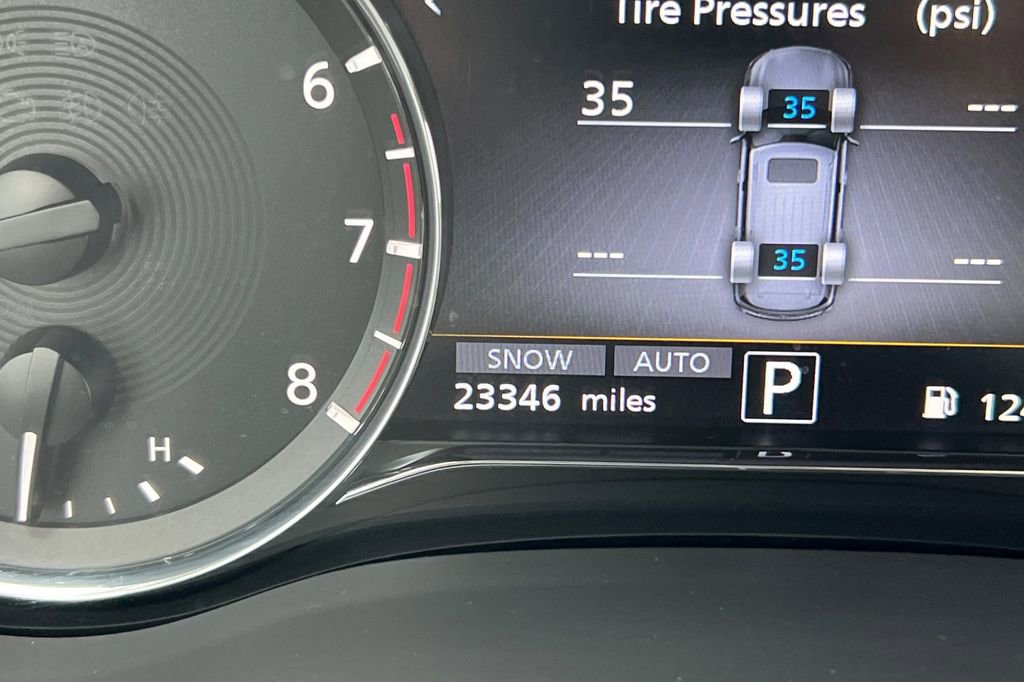 Tire Pressures (psi)
35 35 ---
--- 35 ---
SNOW AUTO P
23346 miles
6
7
8
H